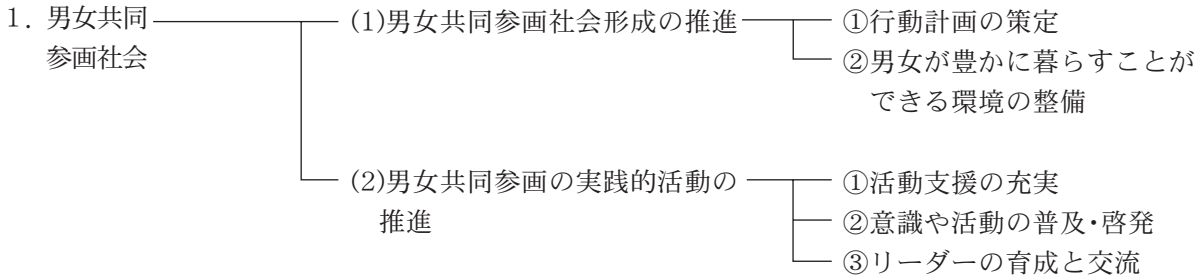 1. 男女共同
参画社会
(1)男女共同参画社会形成の推進
①行動計画の策定
②男女が豊かに暮らすことが
できる環境の整備
(2)男女共同参画の実践的活動の
推進
①活動支援の充実
②意識や活動の普及・啓発
③リーダーの育成と交流